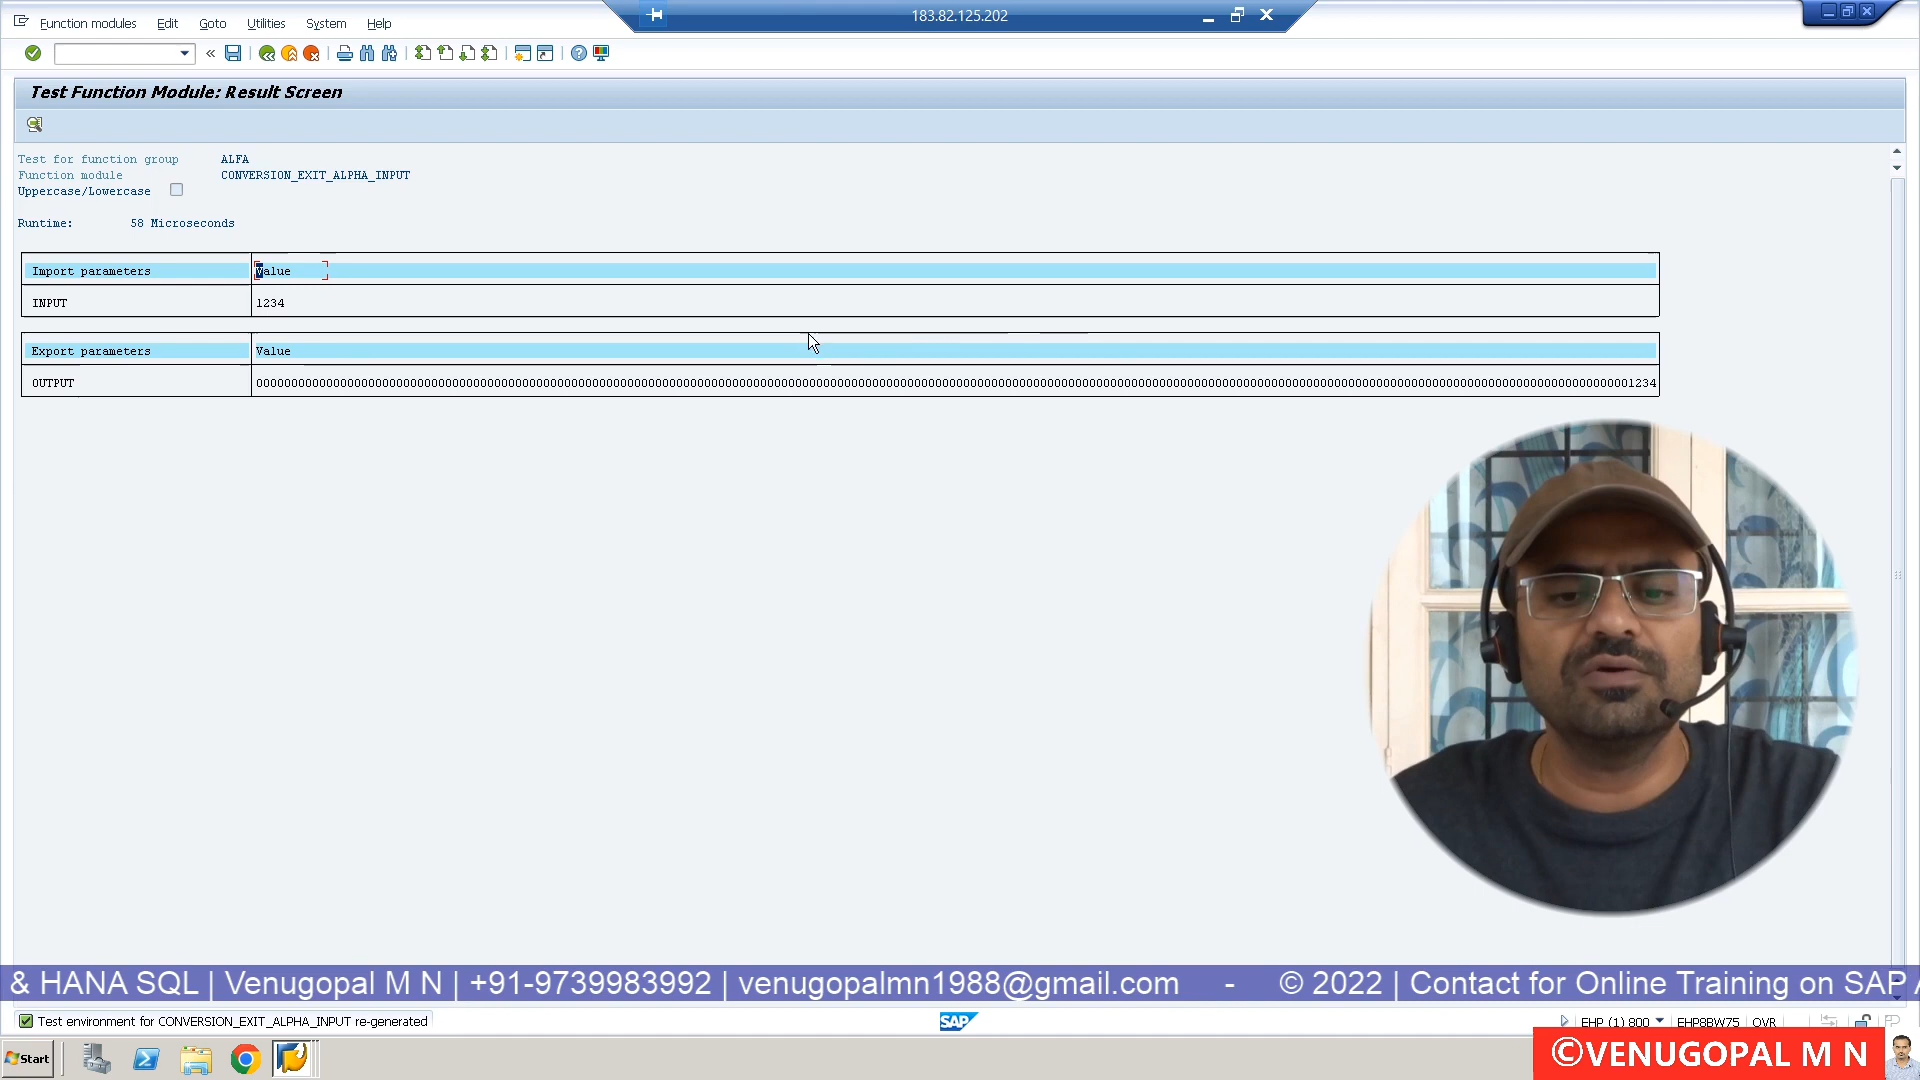 183.82.125.202
Function modules Edit Goto Utilities System Help
Test Function Module: Result Screen
Test for function group ALFA
Function module CONVERSION_EXIT_ALPHA_INPUT
Uppercase/Lowercase
Runtime: 58 Microseconds
Import parameters Value
INPUT 1234
Export parameters Value
& HANA SQL | Venugopal M N | +91-9739983992 | venugopalmn1988@gmail.com - © 2022 | Contact for Online Training on SAP
Test environment for CONVERSION_EXIT_ALPHA_INPUT re-generated
SAP
EHP (1) 800 EHP8BW75 OVR
Start
©VENUGOPAL M N